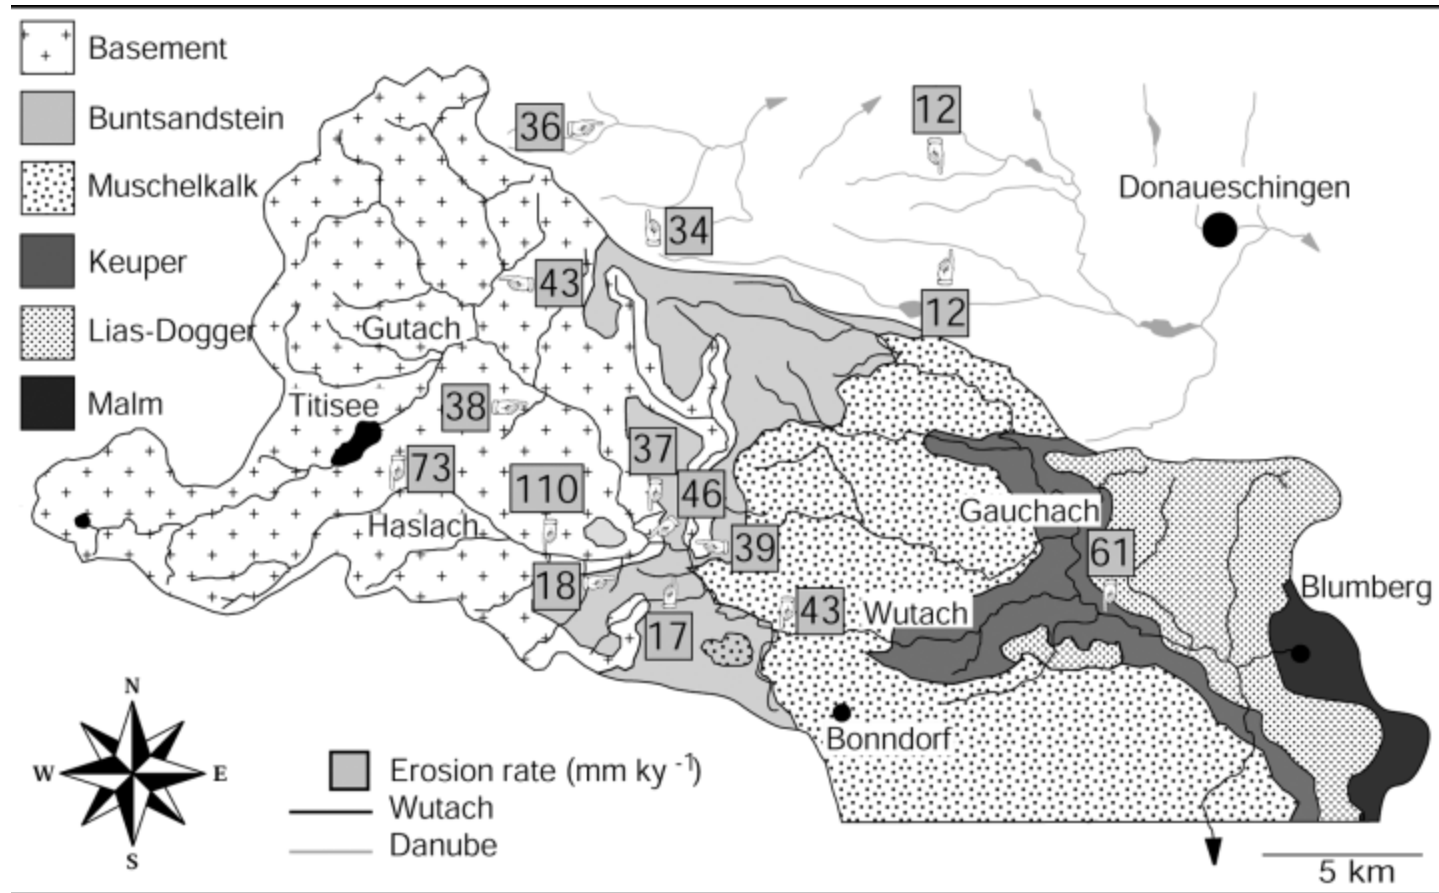 Basement
Buntsandstein
Muschelkalk
Keuper
Lias-Dogger
Malm
36
12
Donaueschingen
34
43
12
Gutach
Titisee
38
37
73
110
46
Haslach
Gauchach
39
61
18
Blumberg
43
Wutach
17
Bonndorf
N
W
E
S
Erosion rate (mm ky -1)
Wutach
Danube
5 km